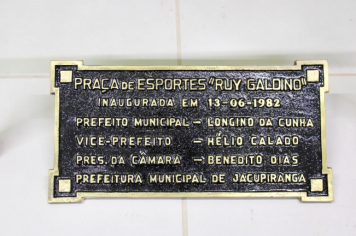 PRAÇA DE ESPORTES "RUY GALDINO"
INAUGURADA EM 13-06-1982
PREFEITO MUNICIPAL — LONGINO DA CUNHA
VICE-PREFEITO — HÉLIO CALADO
PRES. DA CÂMARA — BENEDITO DIAS
PREFEITURA MUNICIPAL DE JACUPIRANGA